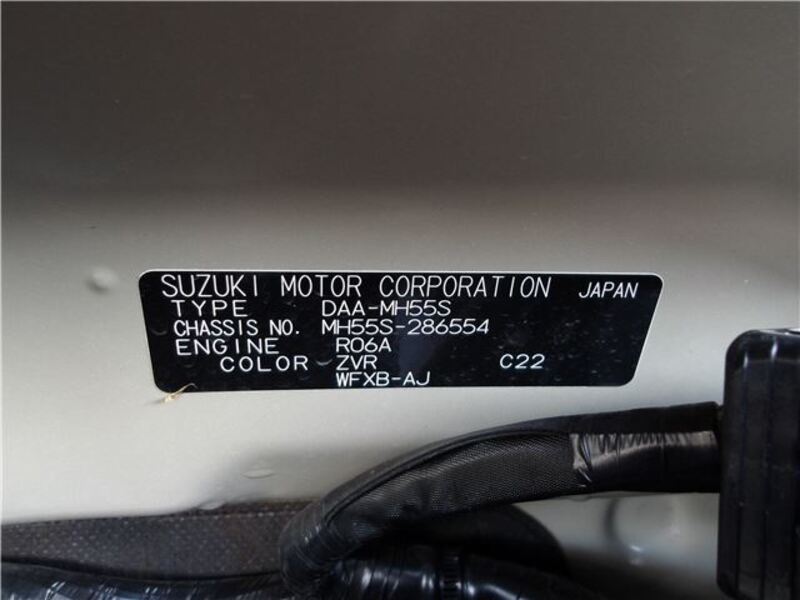 SUZUKI MOTOR CORPORATION JAPAN
TYPE DAA-MH55S
CHASSIS NO. MH55S-286554
ENGINE R06A
COLOR ZVR C22
WFXB-AJ